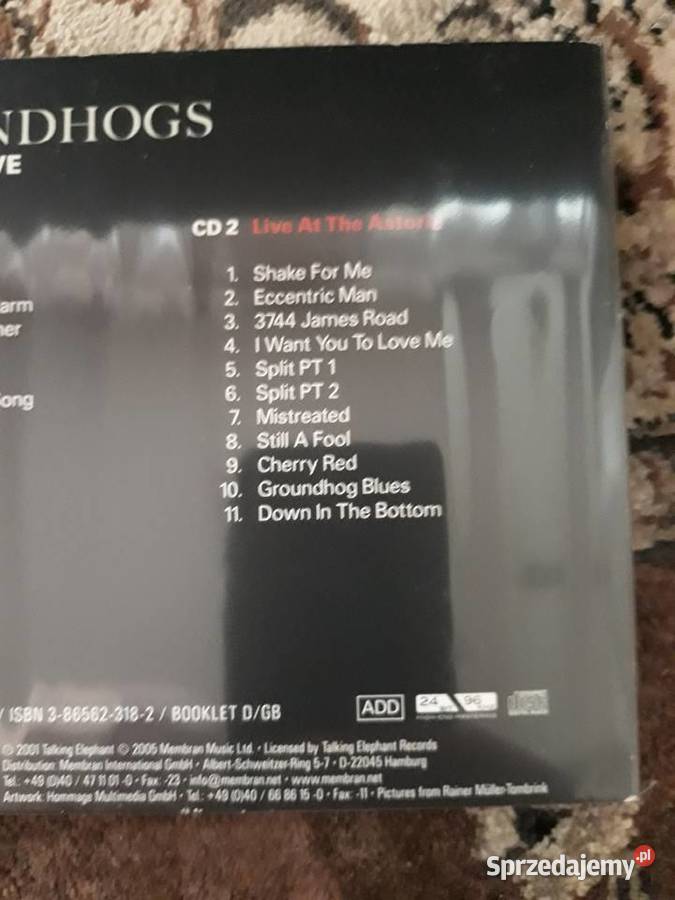 NDHOGS
VE
CD 2 Live At The Astoria
1. Shake For Me
2. Eccentric Man
3. 3744 James Road
4. I Want You To Love Me
5. Split PT 1
6. Split PT 2
7. Mistreated
8. Still A Fool
9. Cherry Red
10. Groundhog Blues
11. Down In The Bottom
arm
ner
ong
/ ISBN 3-86562-318-2 / BOOKLET D/GB
ADD
24 96
© 2001 Talking Elephant © 2005 Membran Music Ltd. • Licensed by Talking Elephant Records
Distribution: Membran International GmbH • Albert-Schweitzer-Ring 5-7 • D-22045 Hamburg
Tel.: +49 (0)40 / 47 11 01 -0 • Fax: -23 • info@membran.net • www.membran.net
Artwork: Hommage Multimedia GmbH • Tel.: +49 (0)40 / 66 86 15 -0 • Fax: -11 • Pictures from Rainer Müller-Tombrink
Sprzedajemy.pl